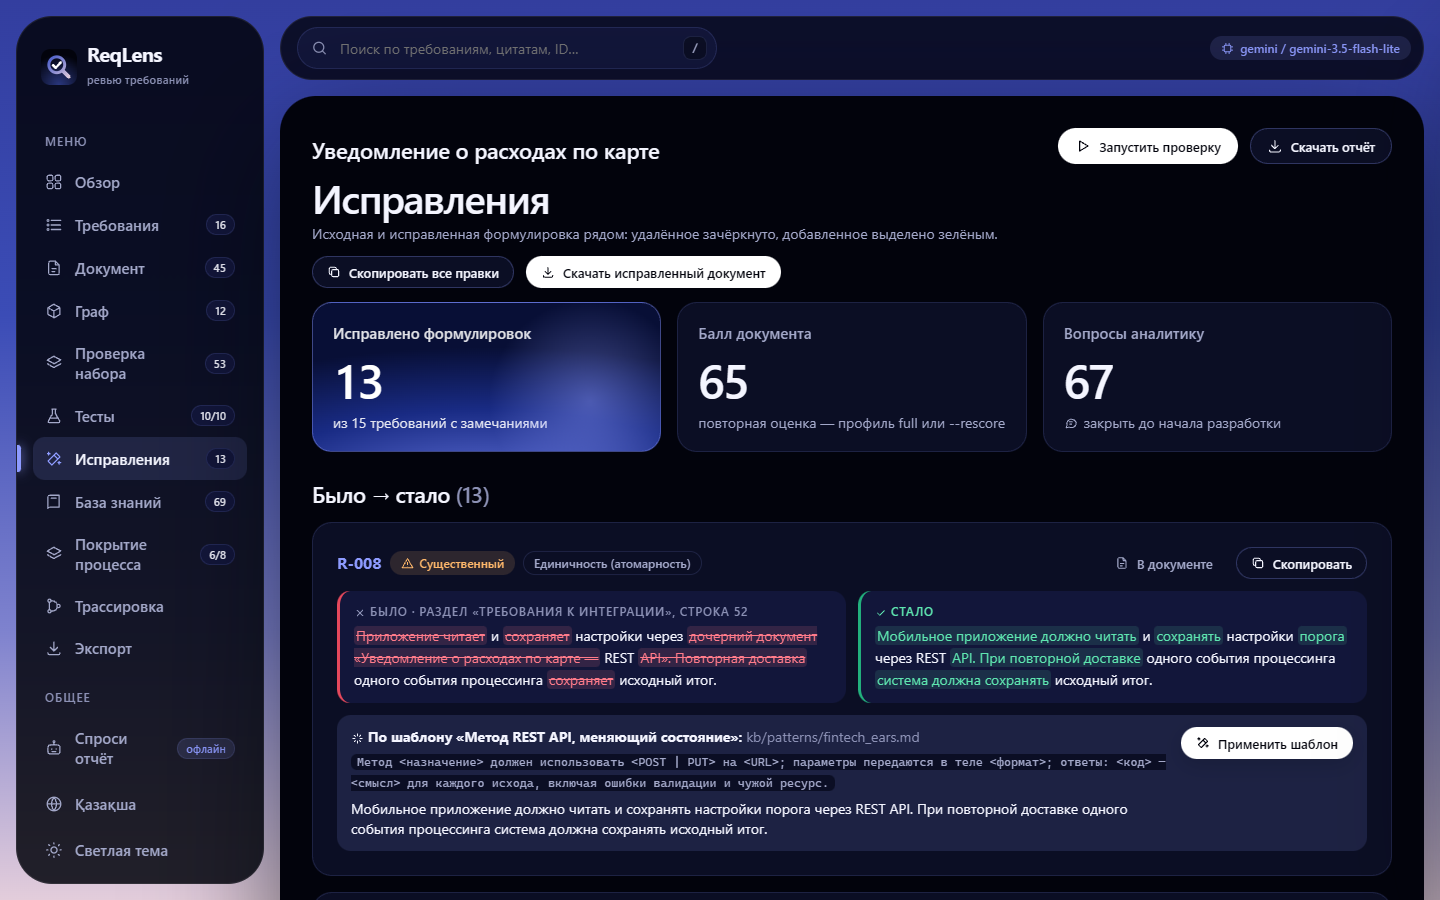 ReqLens
ревью требований
МЕНЮ
Обзор
Требования 16
Документ 45
Граф 12
Проверка
набора 53
Тесты 10/10
Исправления 13
База знаний 69
Покрытие
процесса 6/8
Трассировка
Экспорт
ОБЩЕЕ
Спроси
отчёт офлайн
Қазақша
Светлая тема
Поиск по требованиям, цитатам, ID... /
gemini / gemini-3.5-flash-lite
Уведомление о расходах по карте
Запустить проверку
Скачать отчёт
Исправления
Исходная и исправленная формулировка рядом: удалённое зачёркнуто, добавленное выделено зелёным.
Скопировать все правки
Скачать исправленный документ
Исправлено формулировок
13
из 15 требований с замечаниями
Балл документа
65
повторная оценка — профиль full или --rescore
Вопросы аналитику
67
закрыть до начала разработки
Было → стало (13)
R-008 Существенный Единичность (атомарность)
В документе
Скопировать
БЫЛО · РАЗДЕЛ «ТРЕБОВАНИЯ К ИНТЕГРАЦИИ», СТРОКА 52
Приложение читает и сохраняет настройки через дочерний документ
«Уведомление о расходах по карте — REST API». Повторная доставка
одного события процессинга сохраняет исходный итог.
СТАЛО
Мобильное приложение должно читать и сохранять настройки порога
через REST API. При повторной доставке одного события процессинга
система должна сохранять исходный итог.
По шаблону «Метод REST API, меняющий состояние»: kb/patterns/fintech_ears.md
Метод <назначение> должен использовать <POST | PUT> на <URL>; параметры передаются в теле <формат>; ответы: <код> —
<смысл> для каждого исхода, включая ошибки валидации и чужой ресурс.
Мобильное приложение должно читать и сохранять настройки порога через REST API. При повторной доставке одного
события процессинга система должна сохранять исходный итог.
Применить шаблон